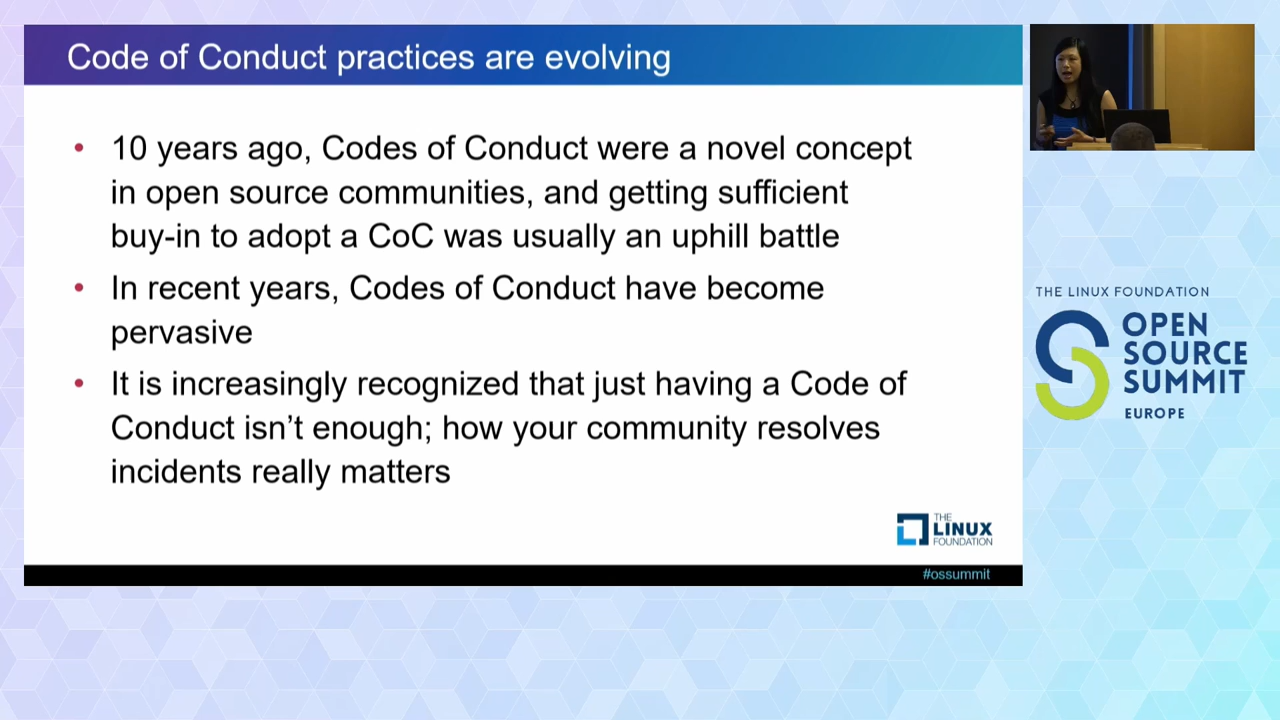 Code of Conduct practices are evolving
• 10 years ago, Codes of Conduct were a novel concept
in open source communities, and getting sufficient
buy-in to adopt a CoC was usually an uphill battle
• In recent years, Codes of Conduct have become
pervasive
• It is increasingly recognized that just having a Code of
Conduct isn’t enough; how your community resolves
incidents really matters
THE
LINUX
FOUNDATION
#ossummit
THE LINUX FOUNDATION
OPEN
SOURCE
SUMMIT
EUROPE